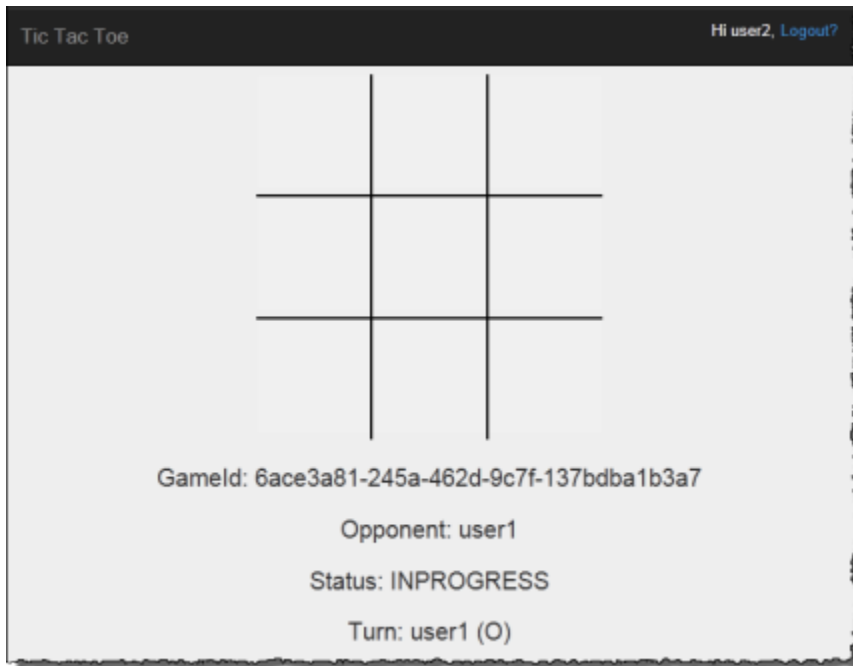 Tic Tac Toe
Hi user2, Logout?
GameId: 6ace3a81-245a-462d-9c7f-137bdba1b3a7
Opponent: user1
Status: INPROGRESS
Turn: user1 (O)